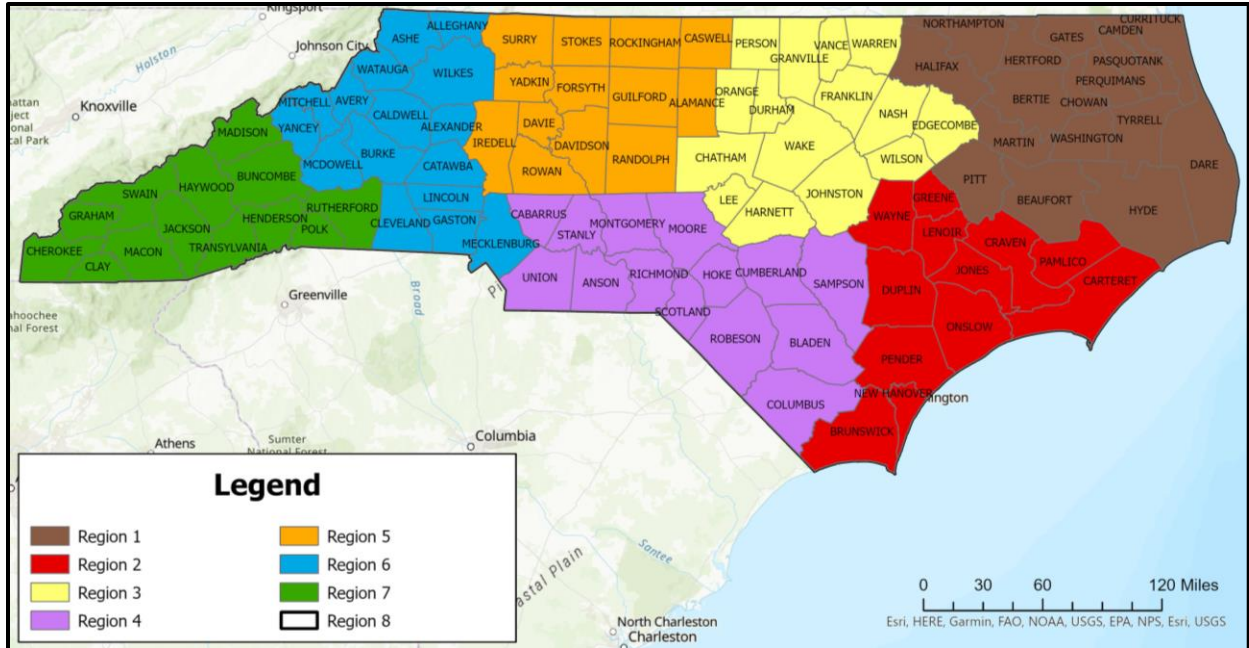 Kingsport
Johnson City
Holston
Knoxville
NORTHAMPTON
CURRITUCK
GATES
CAMDEN
HALIFAX
HERTFORD
PASQUOTANK
PERQUIMANS
BERTIE
CHOWAN
TYRRELL
MARTIN
WASHINGTON
DARE
PITT
BEAUFORT
HYDE
ASHE
ALLEGHANY
WATAUGA
WILKES
MITCHELL
AVERY
YANCEY
CALDWELL
ALEXANDER
MCDOWELL
BURKE
CATAWBA
LINCOLN
CLEVELAND
GASTON
MECKLENBURG
SURRY
STOKES
ROCKINGHAM
CASWELL
YADKIN
FORSYTH
GUILFORD
ALAMANCE
IREDELL
DAVIE
DAVIDSON
RANDOLPH
ROWAN
PERSON
GRANVILLE
VANCE
WARREN
ORANGE
DURHAM
FRANKLIN
NASH
EDGECOMBE
CHATHAM
WAKE
WILSON
LEE
HARNETT
JOHNSTON
MADISON
BUNCOMBE
SWAIN
HAYWOOD
GRAHAM
JACKSON
HENDERSON
RUTHERFORD
POLK
CHEROKEE
MACON
TRANSYLVANIA
CLAY
CABARRUS
STANLY
MONTGOMERY
MOORE
UNION
ANSON
RICHMOND
HOKE
CUMBERLAND
SAMPSON
SCOTLAND
ROBESON
BLADEN
COLUMBUS
WAYNE
GREENE
LENOIR
CRAVEN
JONES
PAMLICO
CARTERET
DUPLIN
ONSLOW
PENDER
NEW HANOVER
ington
BRUNSWICK
Greenville
Broad
Columbia
Athens
Sumter
National Forest
Santee
astal Plain
North Charleston
Charleston
Legend
Region 1
Region 2
Region 3
Region 4
Region 5
Region 6
Region 7
Region 8
0 30 60 120 Miles
Esri, HERE, Garmin, FAO, NOAA, USGS, EPA, NPS, Esri, USGS